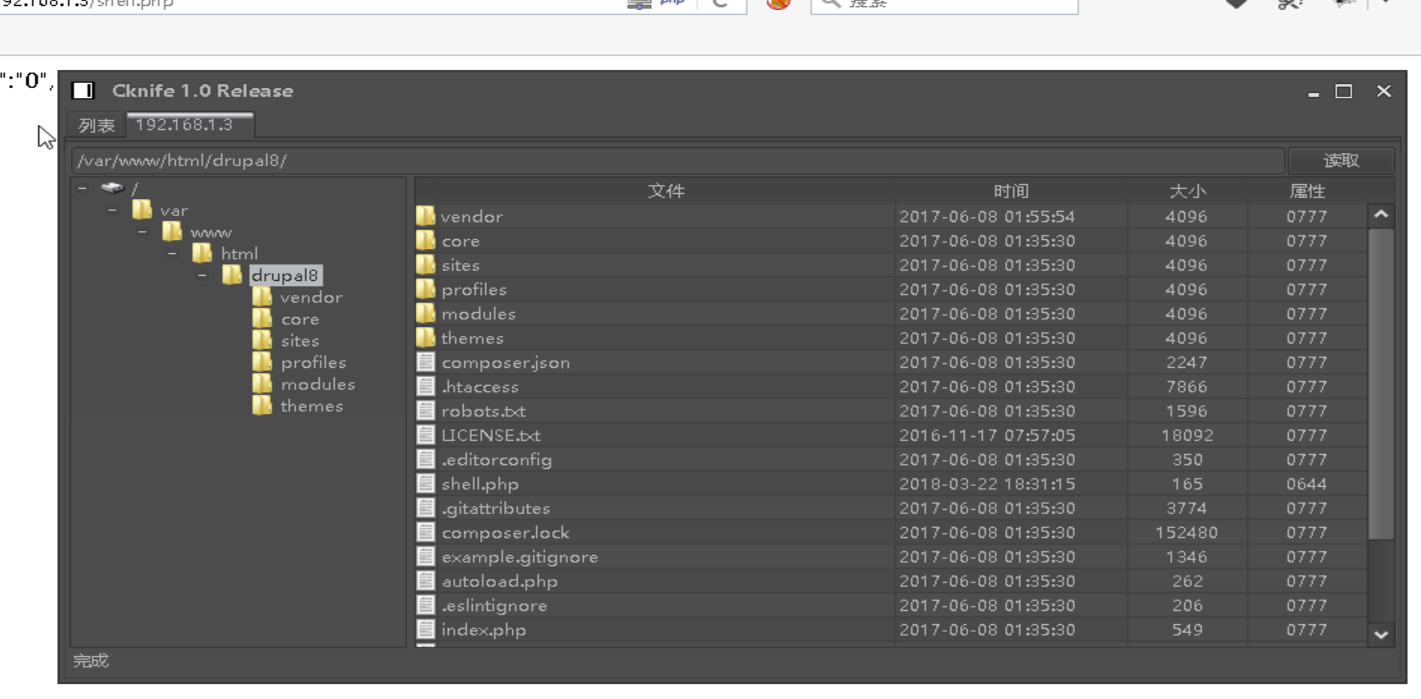 92.168.1.3/shell.php
php
搜索
":"0",
Cknife 1.0 Release
列表 192.168.1.3
/var/www/html/drupal8/ 读取
/
var
www
html
drupal8
vendor
core
sites
profiles
modules
themes
文件 时间 大小 属性
vendor 2017-06-08 01:55:54 4096 0777
core 2017-06-08 01:35:30 4096 0777
sites 2017-06-08 01:35:30 4096 0777
profiles 2017-06-08 01:35:30 4096 0777
modules 2017-06-08 01:35:30 4096 0777
themes 2017-06-08 01:35:30 4096 0777
composer.json 2017-06-08 01:35:30 2247 0777
.htaccess 2017-06-08 01:35:30 7866 0777
robots.txt 2017-06-08 01:35:30 1596 0777
LICENSE.txt 2016-11-17 07:57:05 18092 0777
.editorconfig 2017-06-08 01:35:30 350 0777
shell.php 2018-03-22 18:31:15 165 0644
.gitattributes 2017-06-08 01:35:30 3774 0777
composer.lock 2017-06-08 01:35:30 152480 0777
example.gitignore 2017-06-08 01:35:30 1346 0777
autoload.php 2017-06-08 01:35:30 262 0777
.eslintignore 2017-06-08 01:35:30 206 0777
index.php 2017-06-08 01:35:30 549 0777
完成